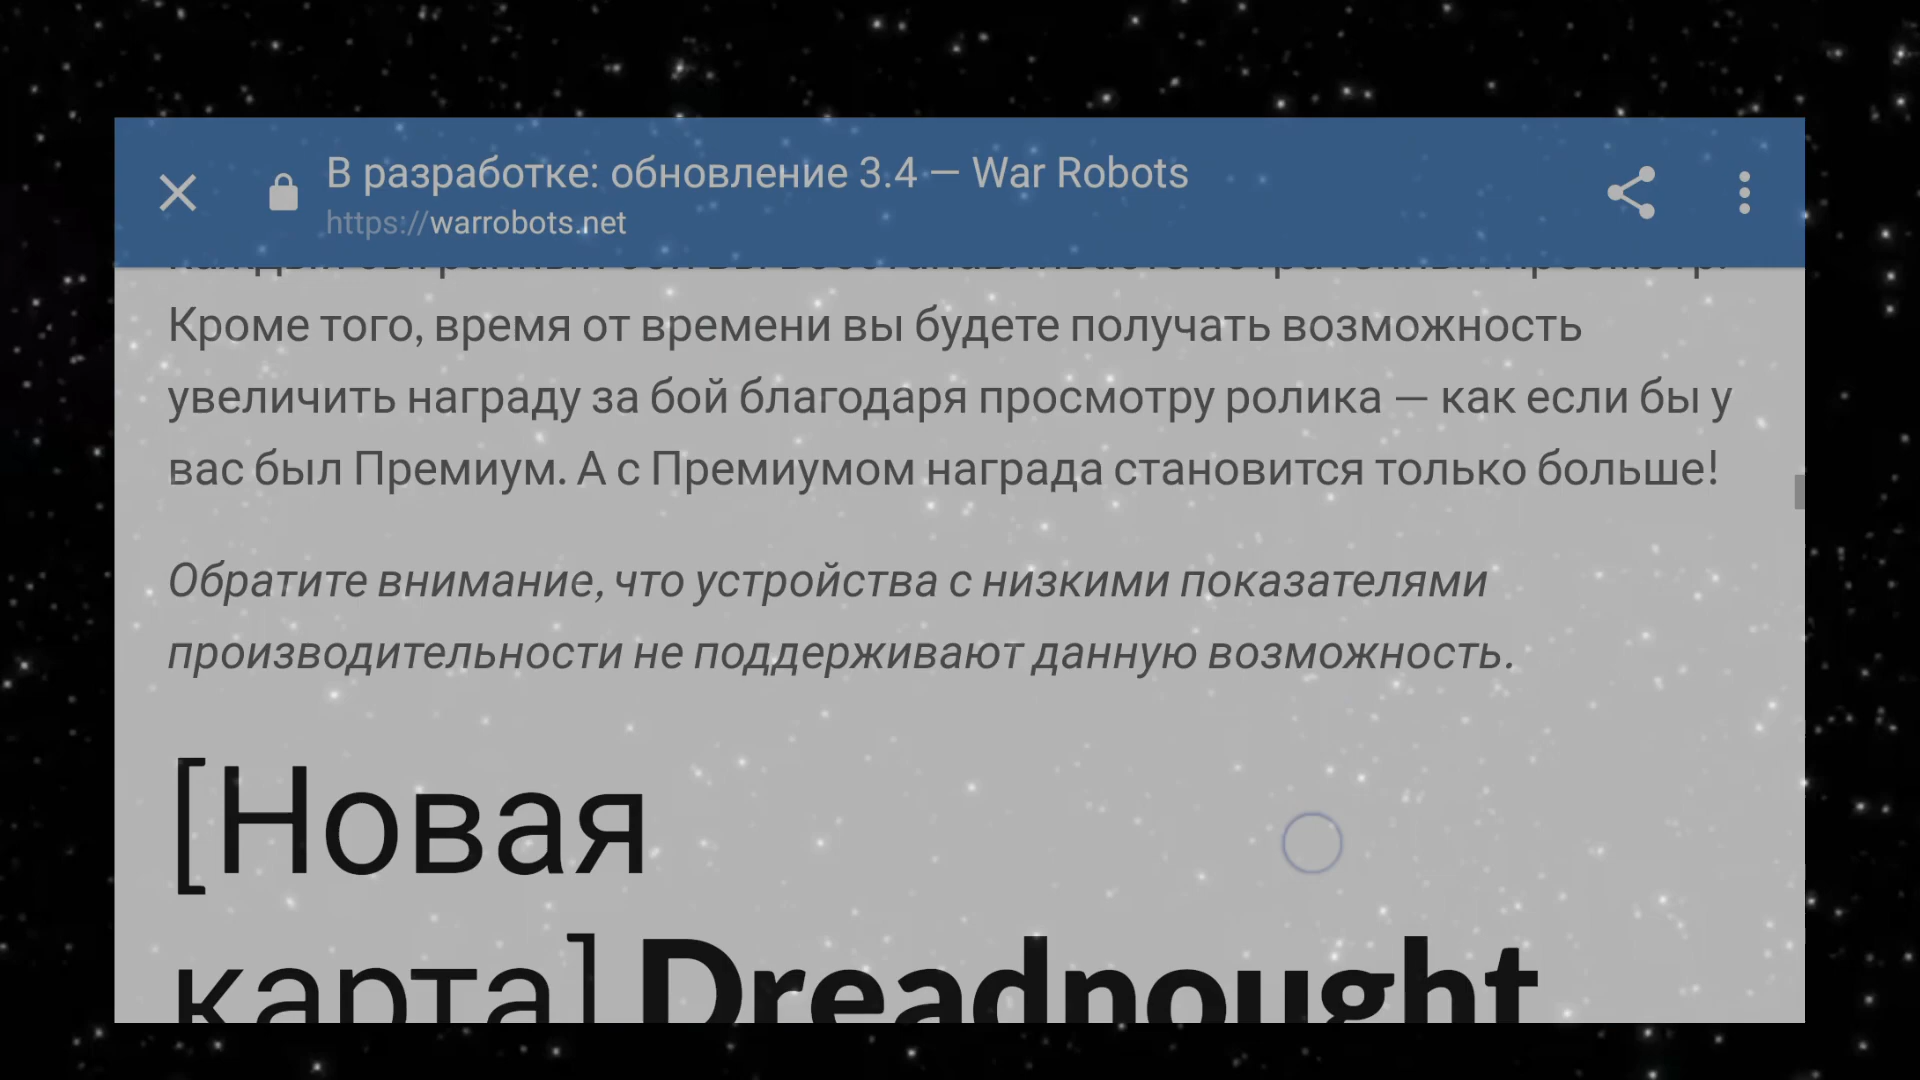 В разработке: обновление 3.4 — War Robots
https://warrobots.net
Кроме того, время от времени вы будете получать возможность
увеличить награду за бой благодаря просмотру ролика — как если бы у
вас был Премиум. А с Премиумом награда становится только больше!
Обратите внимание, что устройства с низкими показателями
производительности не поддерживают данную возможность.
[Новая
карта] Dreadnought